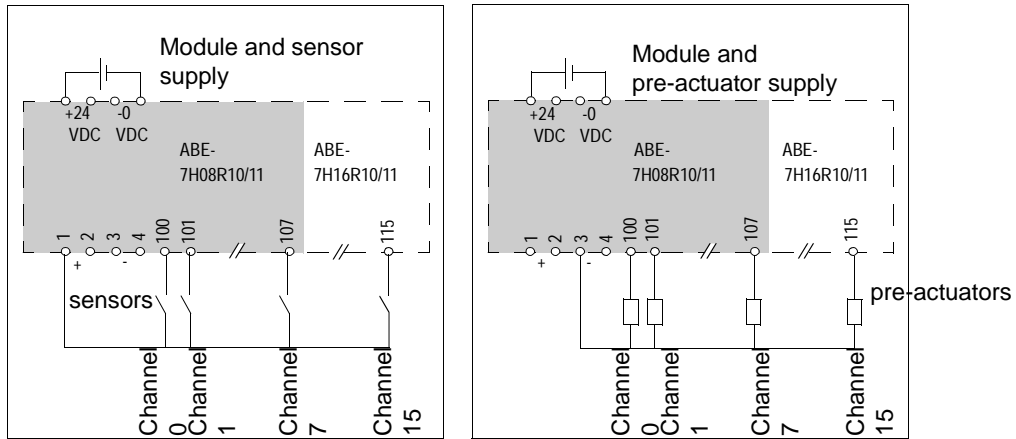 Module and sensor
supply
+24 -0
VDC VDC
ABE-
7H08R10/11
ABE-
7H16R10/11
1 2 3 4 100 101 107 115
+ -
sensors
Channel 0
Channel 1
Channel 7
Channel 15
Module and
pre-actuator supply
+24 -0
VDC VDC
ABE-
7H08R10/11
ABE-
7H16R10/11
1 2 3 4 100 101 107 115
+ -
pre-actuators
Channel 0
Channel 1
Channel 7
Channel 15